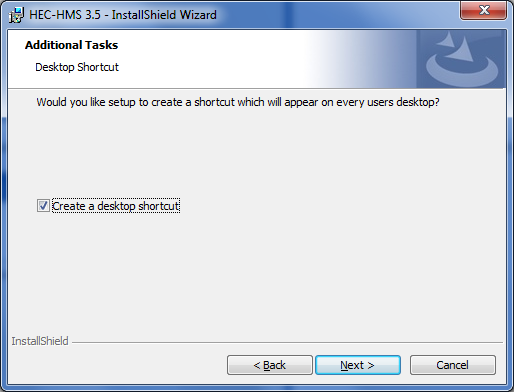 HEC-HMS 3.5 - InstallShield Wizard
Additional Tasks
Desktop Shortcut
Would you like setup to create a shortcut which will appear on every users desktop?
Create a desktop shortcut
InstallShield
< Back
Next >
Cancel